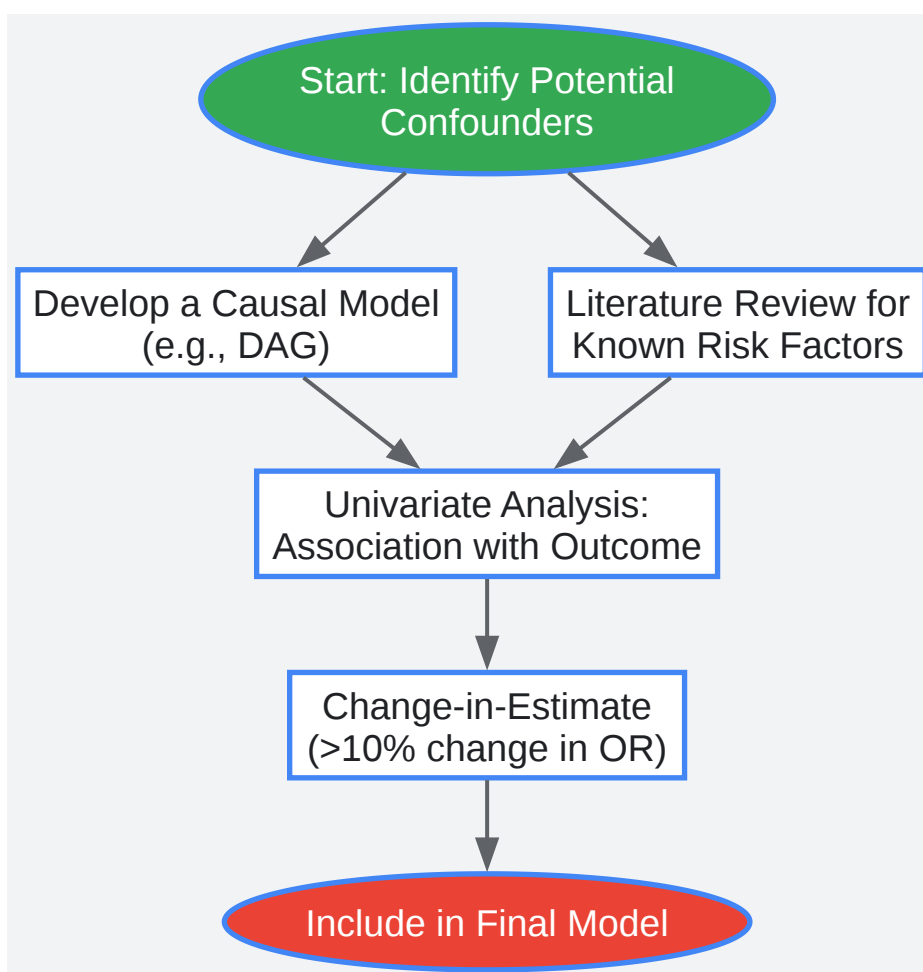 Start: Identify Potential
Confounders
Develop a Causal Model
(e.g., DAG)
Literature Review for
Known Risk Factors
Univariate Analysis:
Association with Outcome
Change-in-Estimate
(>10% change in OR)
Include in Final Model